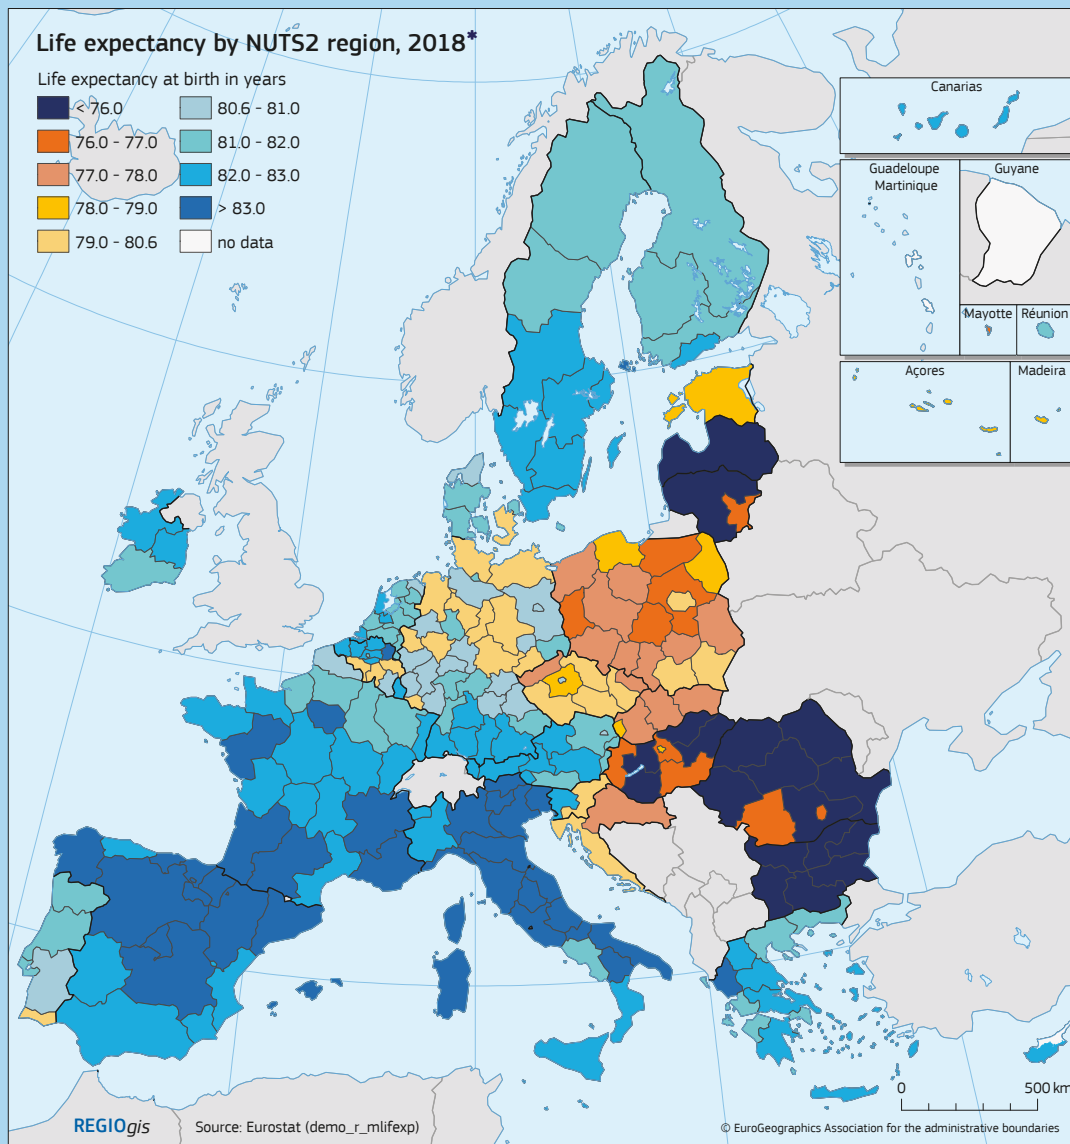 Life expectancy by NUTS2 region, 2018*
Life expectancy at birth in years
< 76.0
76.0 - 77.0
77.0 - 78.0
78.0 - 79.0
79.0 - 80.6
80.6 - 81.0
81.0 - 82.0
82.0 - 83.0
> 83.0
no data
Canarias
Guadeloupe
Martinique
Guyane
Mayotte
Réunion
Açores
Madeira
0 500 km
REGIOgis
Source: Eurostat (demo_r_mlifexp)
© EuroGeographics Association for the administrative boundaries